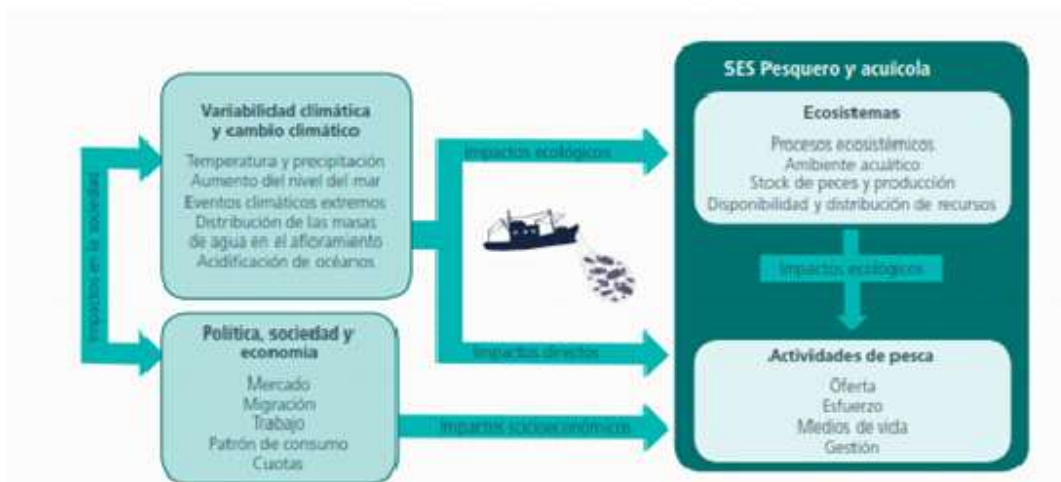 Impactos en la sociedad
Variabilidad climática
y cambio climático
Temperatura y precipitación
Aumento del nivel del mar
Eventos climáticos extremos
Distribución de las masas
de agua en el afloramiento
Acidificación de océanos
Política, sociedad y
economía
Mercado
Migración
Trabajo
Patrón de consumo
Cuotas
Impactos ecológicos
Impactos directos
Impactos socioeconómicos
SES Pesquero y acuícola
Ecosistemas
Procesos ecosistémicos
Ambiente acuático
Stock de peces y producción
Disponibilidad y distribución de recursos
Impactos ecológicos
Actividades de pesca
Oferta
Esfuerzo
Medios de vida
Gestión